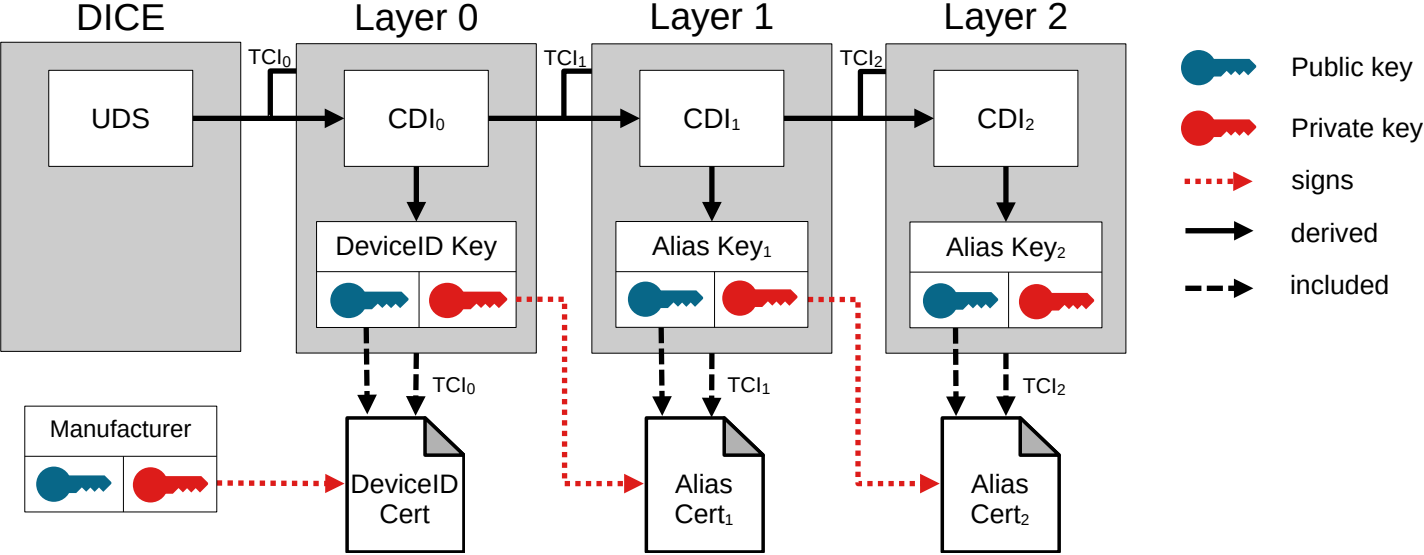 DICE
Layer 0
Layer 1
Layer 2
TCI₀
TCI₁
TCI₂
UDS
CDI₀
CDI₁
CDI₂
DeviceID Key
Alias Key₁
Alias Key₂
TCI₀
TCI₁
TCI₂
Manufacturer
DeviceID
Cert
Alias
Cert₁
Alias
Cert₂
Public key
Private key
signs
derived
included